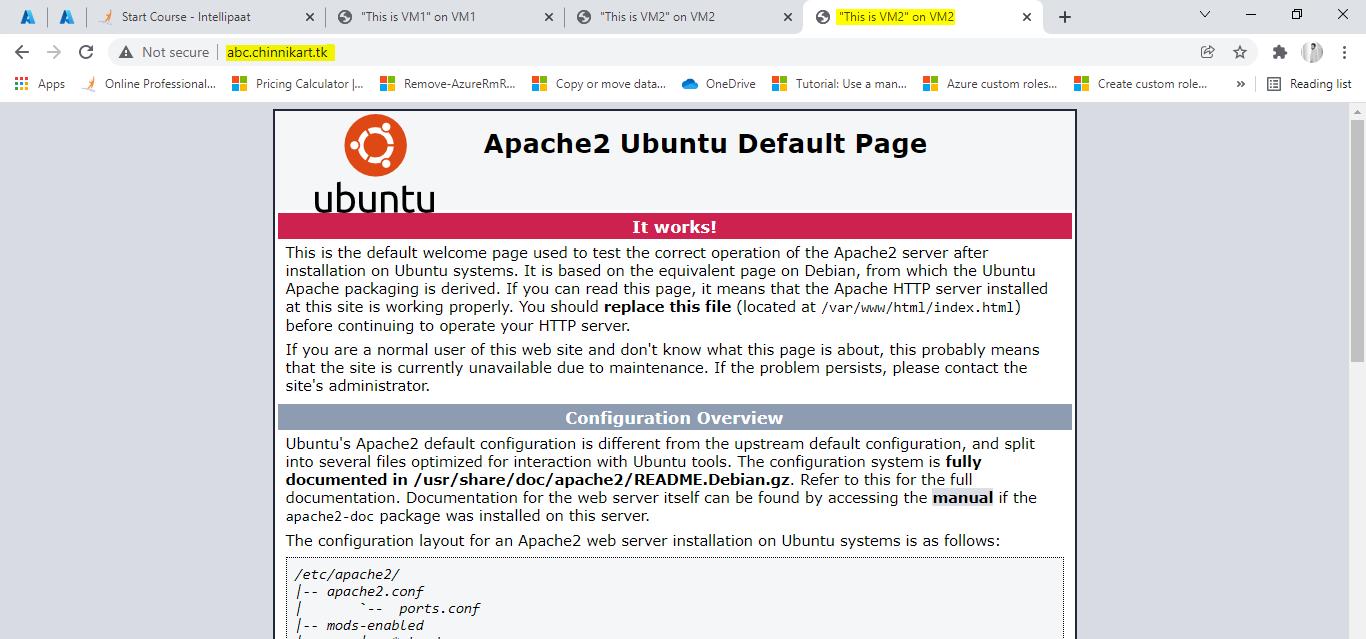 Start Course - Intellipaat
"This is VM1" on VM1
"This is VM2" on VM2
"This is VM2" on VM2
Not secure
abc.chinnikart.tk
Apps
Online Professional...
Pricing Calculator |...
Remove-AzureRmR...
Copy or move data...
OneDrive
Tutorial: Use a man...
Azure custom roles...
Create custom role...
»
Reading list
ubuntu
Apache2 Ubuntu Default Page
It works!
This is the default welcome page used to test the correct operation of the Apache2 server after
installation on Ubuntu systems. It is based on the equivalent page on Debian, from which the Ubuntu
Apache packaging is derived. If you can read this page, it means that the Apache HTTP server installed
at this site is working properly. You should replace this file (located at /var/www/html/index.html)
before continuing to operate your HTTP server.
If you are a normal user of this web site and don't know what this page is about, this probably means
that the site is currently unavailable due to maintenance. If the problem persists, please contact the
site's administrator.
Configuration Overview
Ubuntu's Apache2 default configuration is different from the upstream default configuration, and split
into several files optimized for interaction with Ubuntu tools. The configuration system is fully
documented in /usr/share/doc/apache2/README.Debian.gz. Refer to this for the full
documentation. Documentation for the web server itself can be found by accessing the manual if the
apache2-doc package was installed on this server.
The configuration layout for an Apache2 web server installation on Ubuntu systems is as follows:
/etc/apache2/
|-- apache2.conf
|       `--  ports.conf
|-- mods-enabled